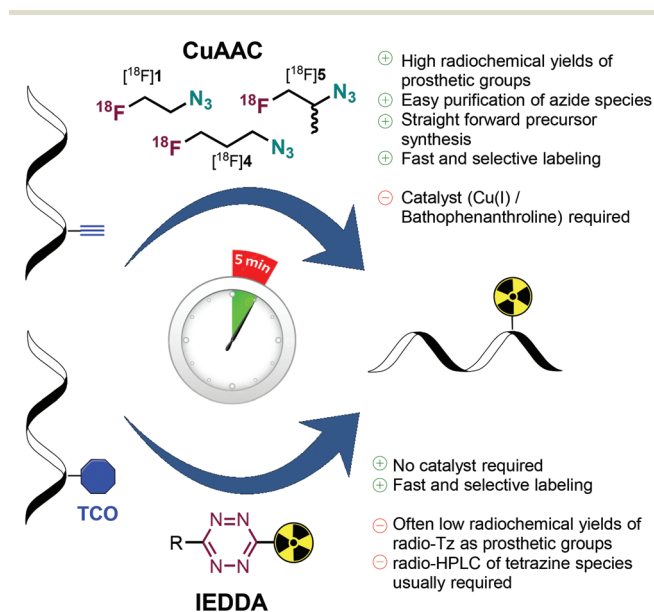 CuAAC
[¹⁸F]1
¹⁸F N₃
[¹⁸F]5
¹⁸F N₃
¹⁸F N₃
[¹⁸F]4
⊕ High radiochemical yields of
prosthetic groups
⊕ Easy purification of azide species
⊕ Straight forward precursor
synthesis
⊕ Fast and selective labeling
⊖ Catalyst (Cu(I) /
Bathophenanthroline) required
5 min
TCO
N=N
R
N=N
IEDDA
⊕ No catalyst required
⊕ Fast and selective labeling
⊖ Often low radiochemical yields of
radio-Tz as prosthetic groups
⊖ radio-HPLC of tetrazine species
usually required